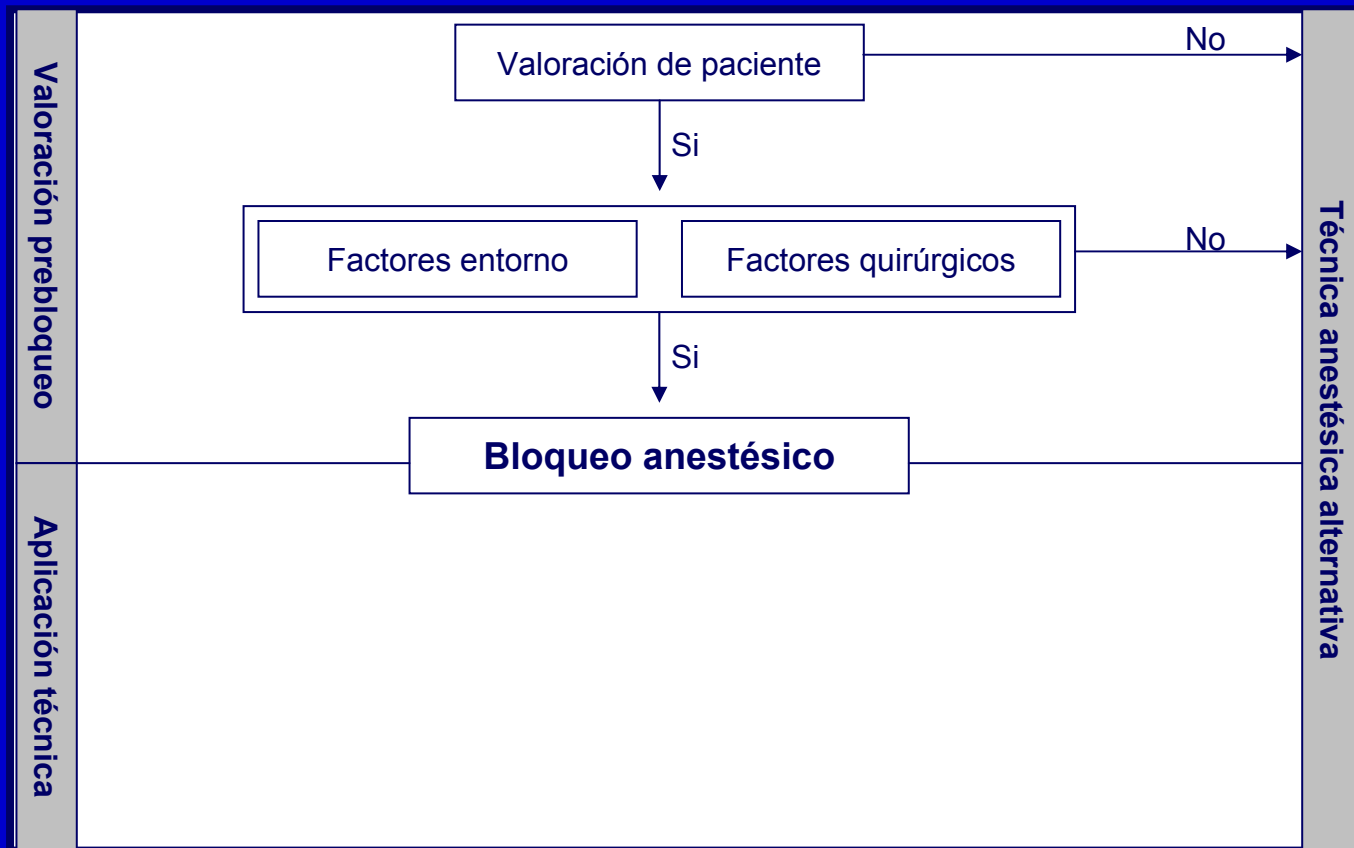 Valoración prebloqueo
Valoración de paciente
No
Si
Factores entorno
Factores quirúrgicos
No
Si
Bloqueo anestésico
Aplicación técnica
Técnica anestésica alternativa